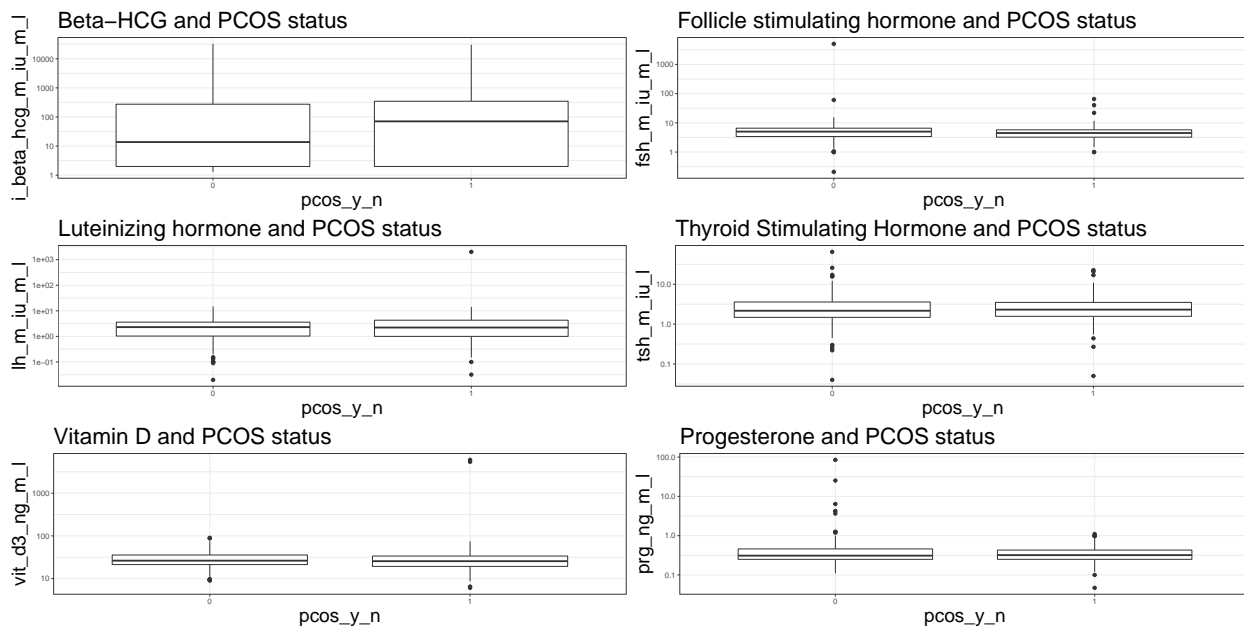 Beta−HCG and PCOS status
i_beta_hcg_m_iu_m_l
10000
1000
100
10
1
0
1
pcos_y_n
Follicle stimulating hormone and PCOS status
fsh_m_iu_m_l
1000
100
10
1
0
1
pcos_y_n
Luteinizing hormone and PCOS status
lh_m_iu_m_l
1e+03
1e+01
1e+00
1e−01
0
1
pcos_y_n
Thyroid Stimulating Hormone and PCOS status
tsh_m_iu_l
10.0
1.0
0.1
0
1
pcos_y_n
Vitamin D and PCOS status
vit_d3_ng_m_l
1000
100
10
0
1
pcos_y_n
Progesterone and PCOS status
prg_ng_m_l
100.0
10.0
1.0
0.1
0
1
pcos_y_n